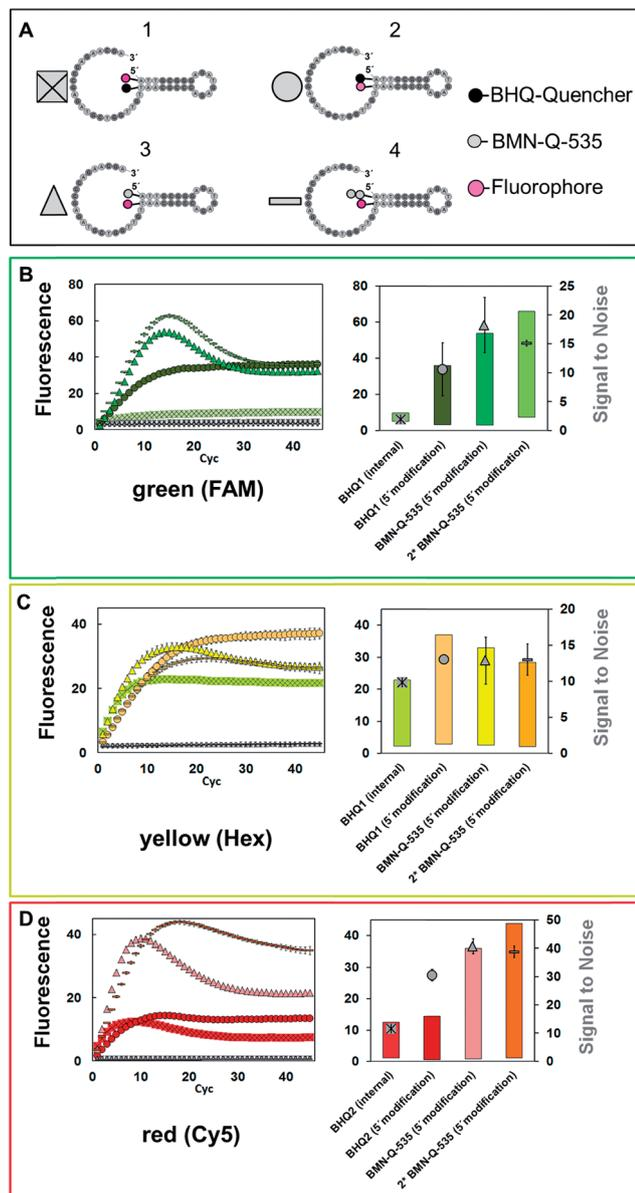 A
1
2
3´
5´
3´
5´
BHQ-Quencher
BMN-Q-535
Fluorophore
3
4
3´
5´
3´
5´
B
Fluorescence
80
60
40
20
0
0 10 20 30 40
Cyc
green (FAM)
80
60
40
20
0
25
20
15
10
5
0
Signal to Noise
BHQ1 (internal)
BHQ1 (5´modification)
BMN-Q-535 (5´modification)
2* BMN-Q-535 (5´modification)
C
Fluorescence
40
20
0
0 10 20 30 40
Cyc
yellow (Hex)
40
30
20
10
0
20
15
10
5
0
Signal to Noise
BHQ1 (internal)
BHQ1 (5´modification)
BMN-Q-535 (5´modification)
2* BMN-Q-535 (5´modification)
D
Fluorescence
40
20
0
0 10 20 30 40
Cyc
red (Cy5)
40
30
20
10
0
50
40
30
20
10
0
Signal to Noise
BHQ2 (internal)
BHQ2 (5´modification)
BMN-Q-535 (5´modification)
2* BMN-Q-535 (5´modification)